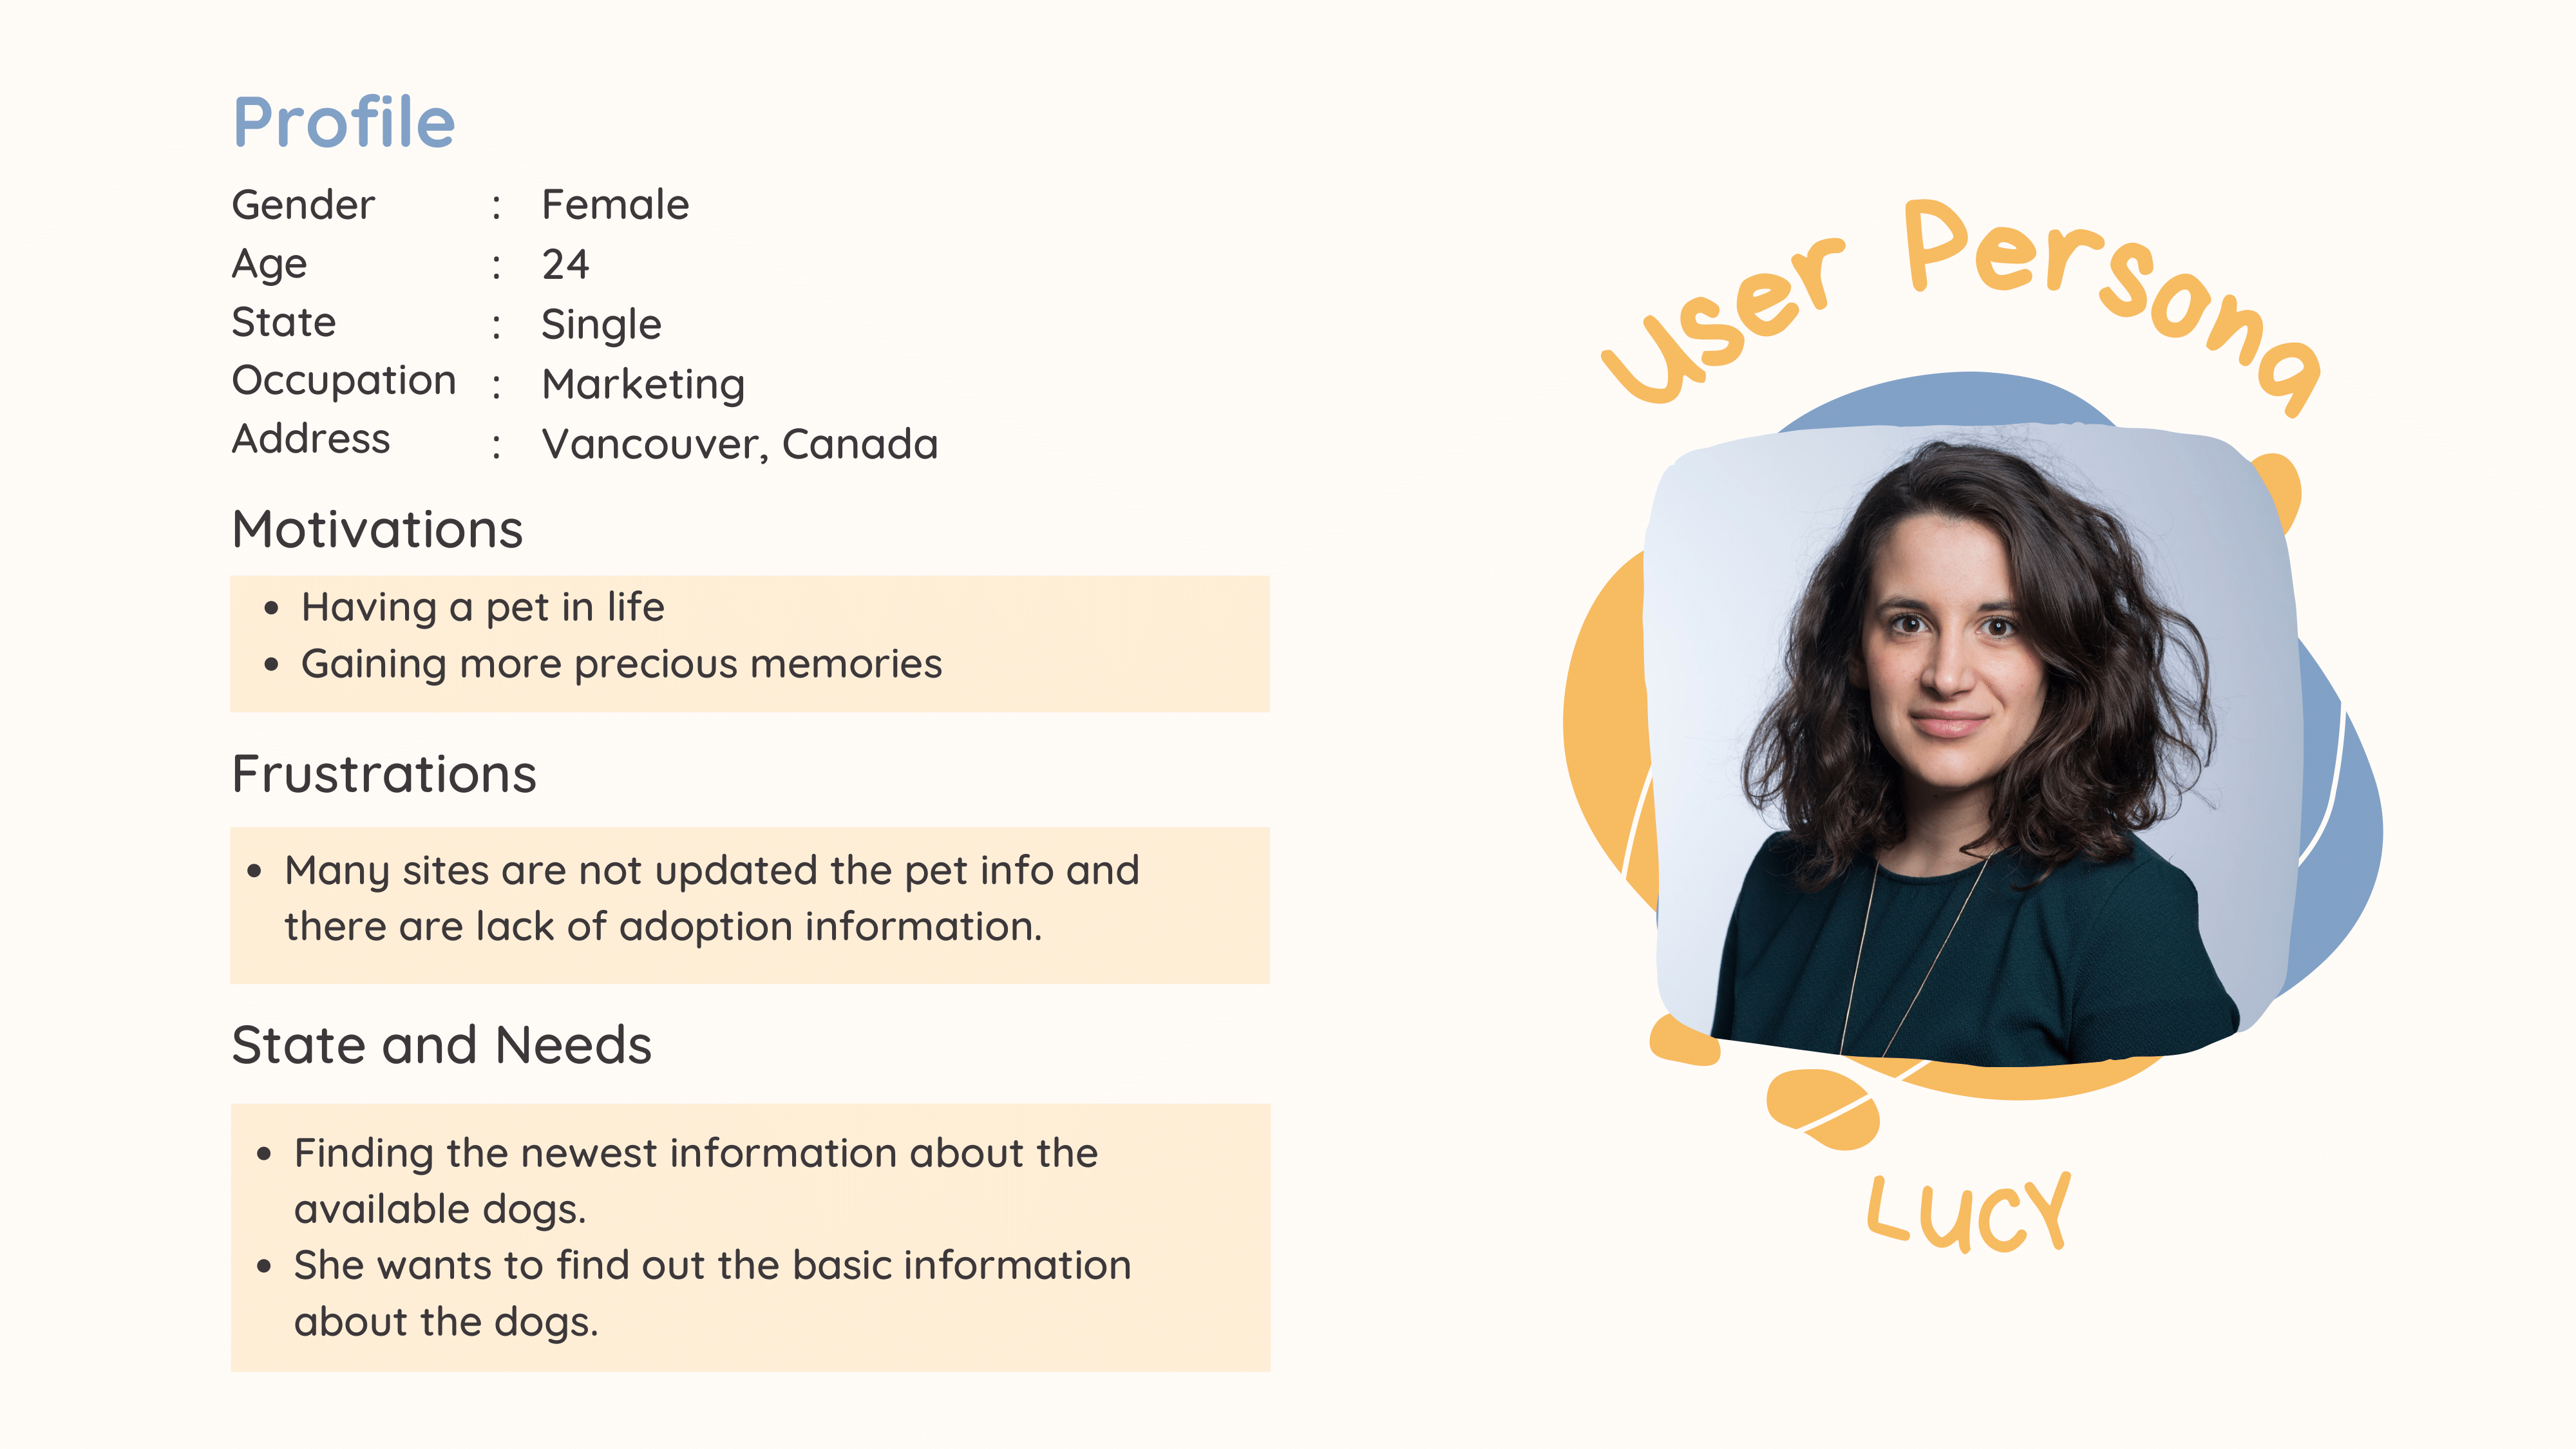 Profile
Gender : Female
Age : 24
State : Single
Occupation : Marketing
Address : Vancouver, Canada
Motivations
• Having a pet in life
• Gaining more precious memories
Frustrations
• Many sites are not updated the pet info and
there are lack of adoption information.
State and Needs
• Finding the newest information about the
available dogs.
• She wants to find out the basic information
about the dogs.
User Persona
LUCY